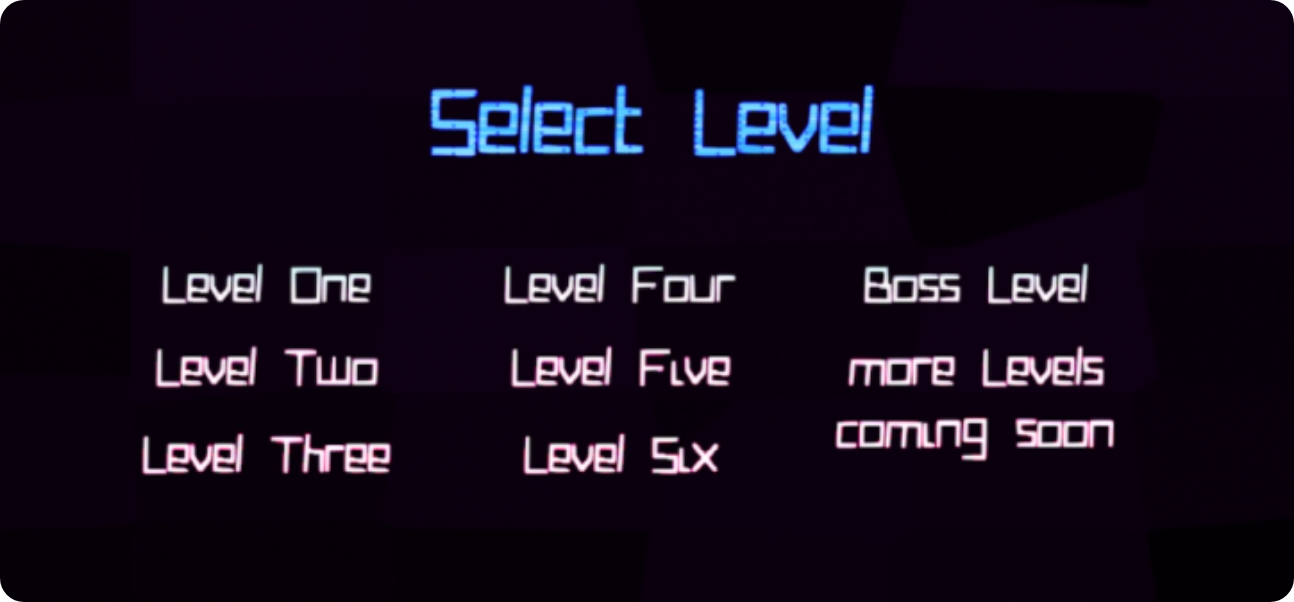 Select Level
Level One
Level Two
Level Three
Level Four
Level Five
Level Six
Boss Level
more Levels
coming soon